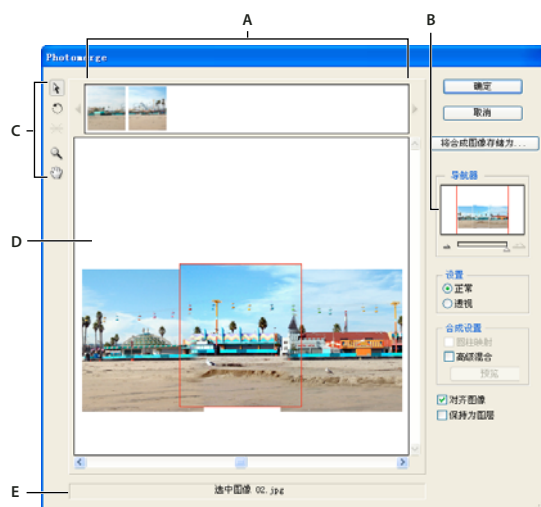 A
B
Photomerge
确定
取消
将合成图像存储为...
C
导航器
D
设置
正常
透视
合成设置
圆柱映射
高级混合
预览
对齐图像
保持为图层
E
选中图像 02.jpg